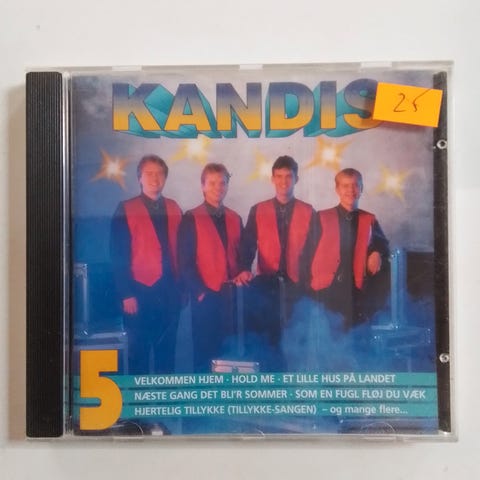 KANDIS
25
5
VELKOMMEN HJEM · HOLD ME · ET LILLE HUS PÅ LANDET
NÆSTE GANG DET BLI'R SOMMER · SOM EN FUGL FLØJ DU VÆK
HJERTELIG TILLYKKE (TILLYKKE-SANGEN) – og mange flere...